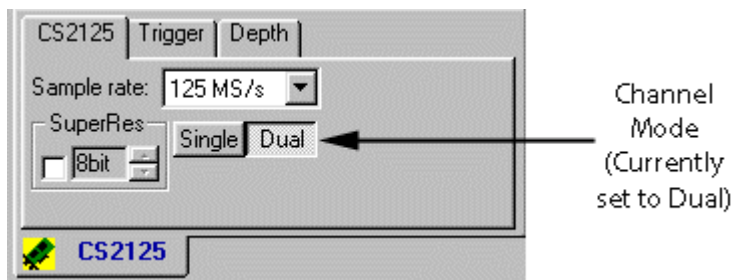 CS2125 Trigger Depth
Sample rate: 125 MS/s
SuperRes
8bit
Single Dual
CS2125
Channel
Mode
(Currently
set to Dual)